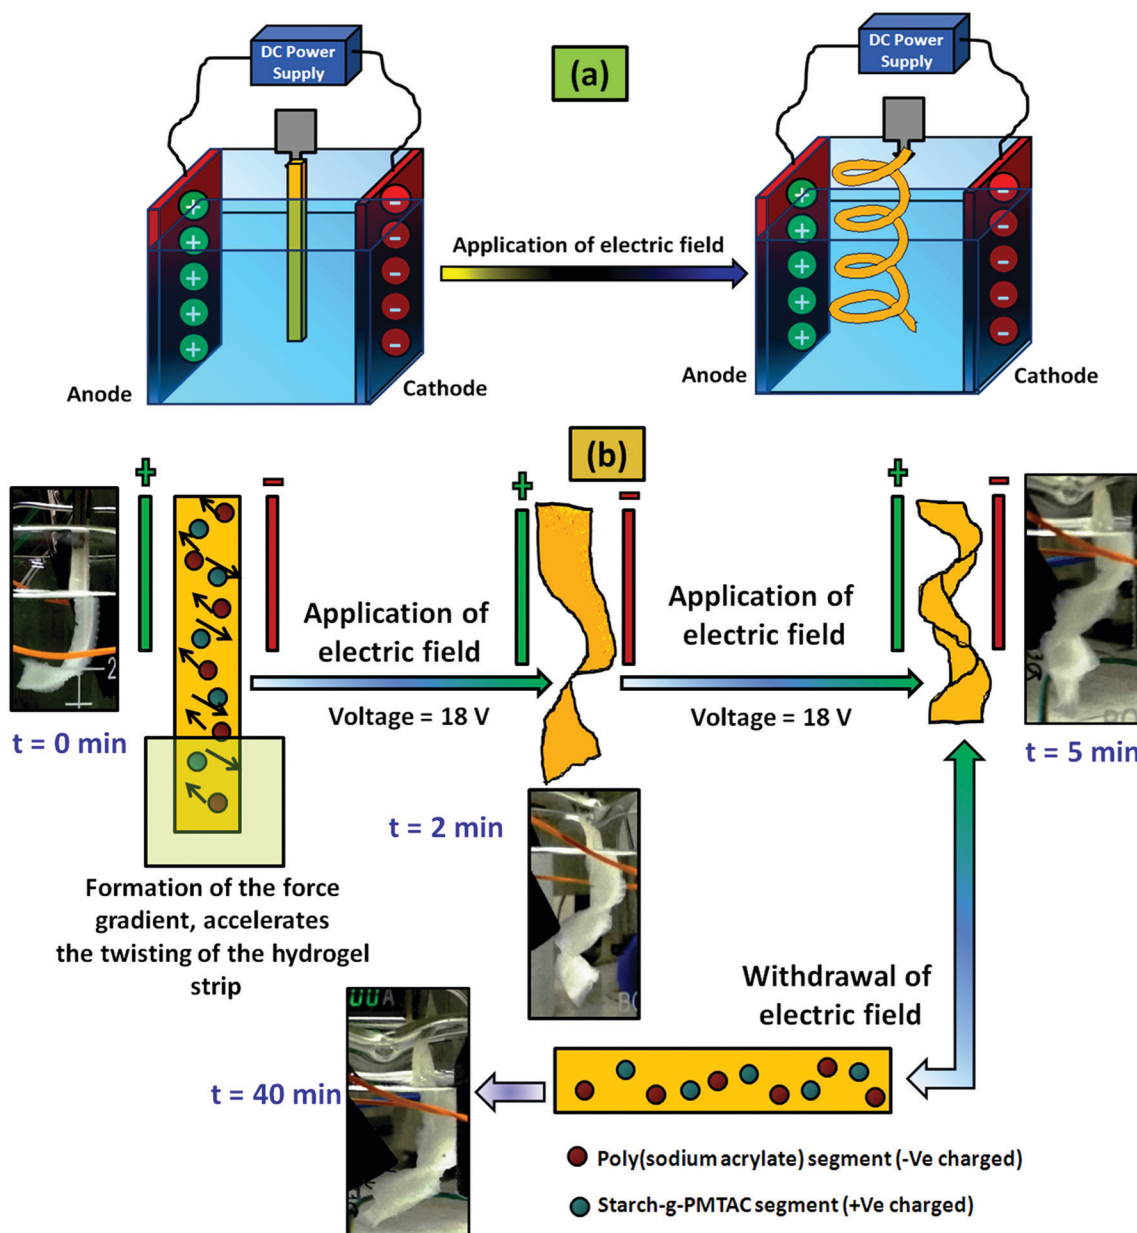 DC Power
Supply
(a)
DC Power
Supply
+
-
+
-
+
-
+
-
+
-
Application of electric field
+
-
+
-
+
-
+
-
+
-
Anode
Cathode
Anode
Cathode
(b)
+
-
+
-
+
-
2
Application of
electric field
Voltage = 18 V
Application of
electric field
Voltage = 18 V
t = 0 min
t = 2 min
t = 5 min
Formation of the force
gradient, accelerates
the twisting of the hydrogel
strip
Withdrawal of
electric field
A
t = 40 min
Poly(sodium acrylate) segment (-Ve charged)
Starch-g-PMTAC segment (+Ve charged)